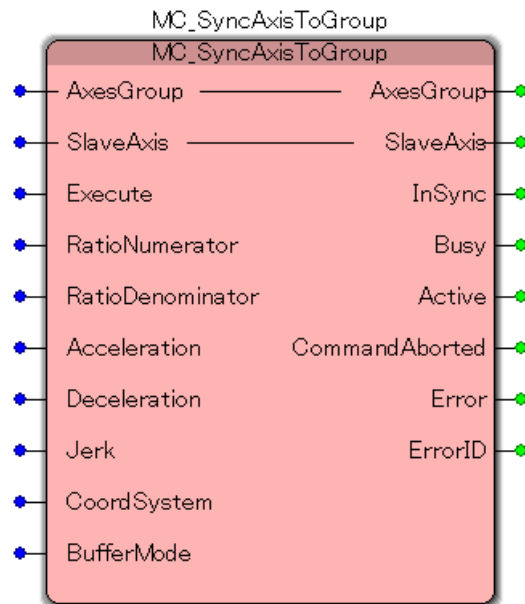 MC_SyncAxisToGroup
MC_SyncAxisToGroup
AxesGroup AxesGroup
SlaveAxis SlaveAxis
Execute InSync
RatioNumerator Busy
RatioDenominator Active
Acceleration CommandAborted
Deceleration Error
Jerk ErrorID
CoordSystem
BufferMode